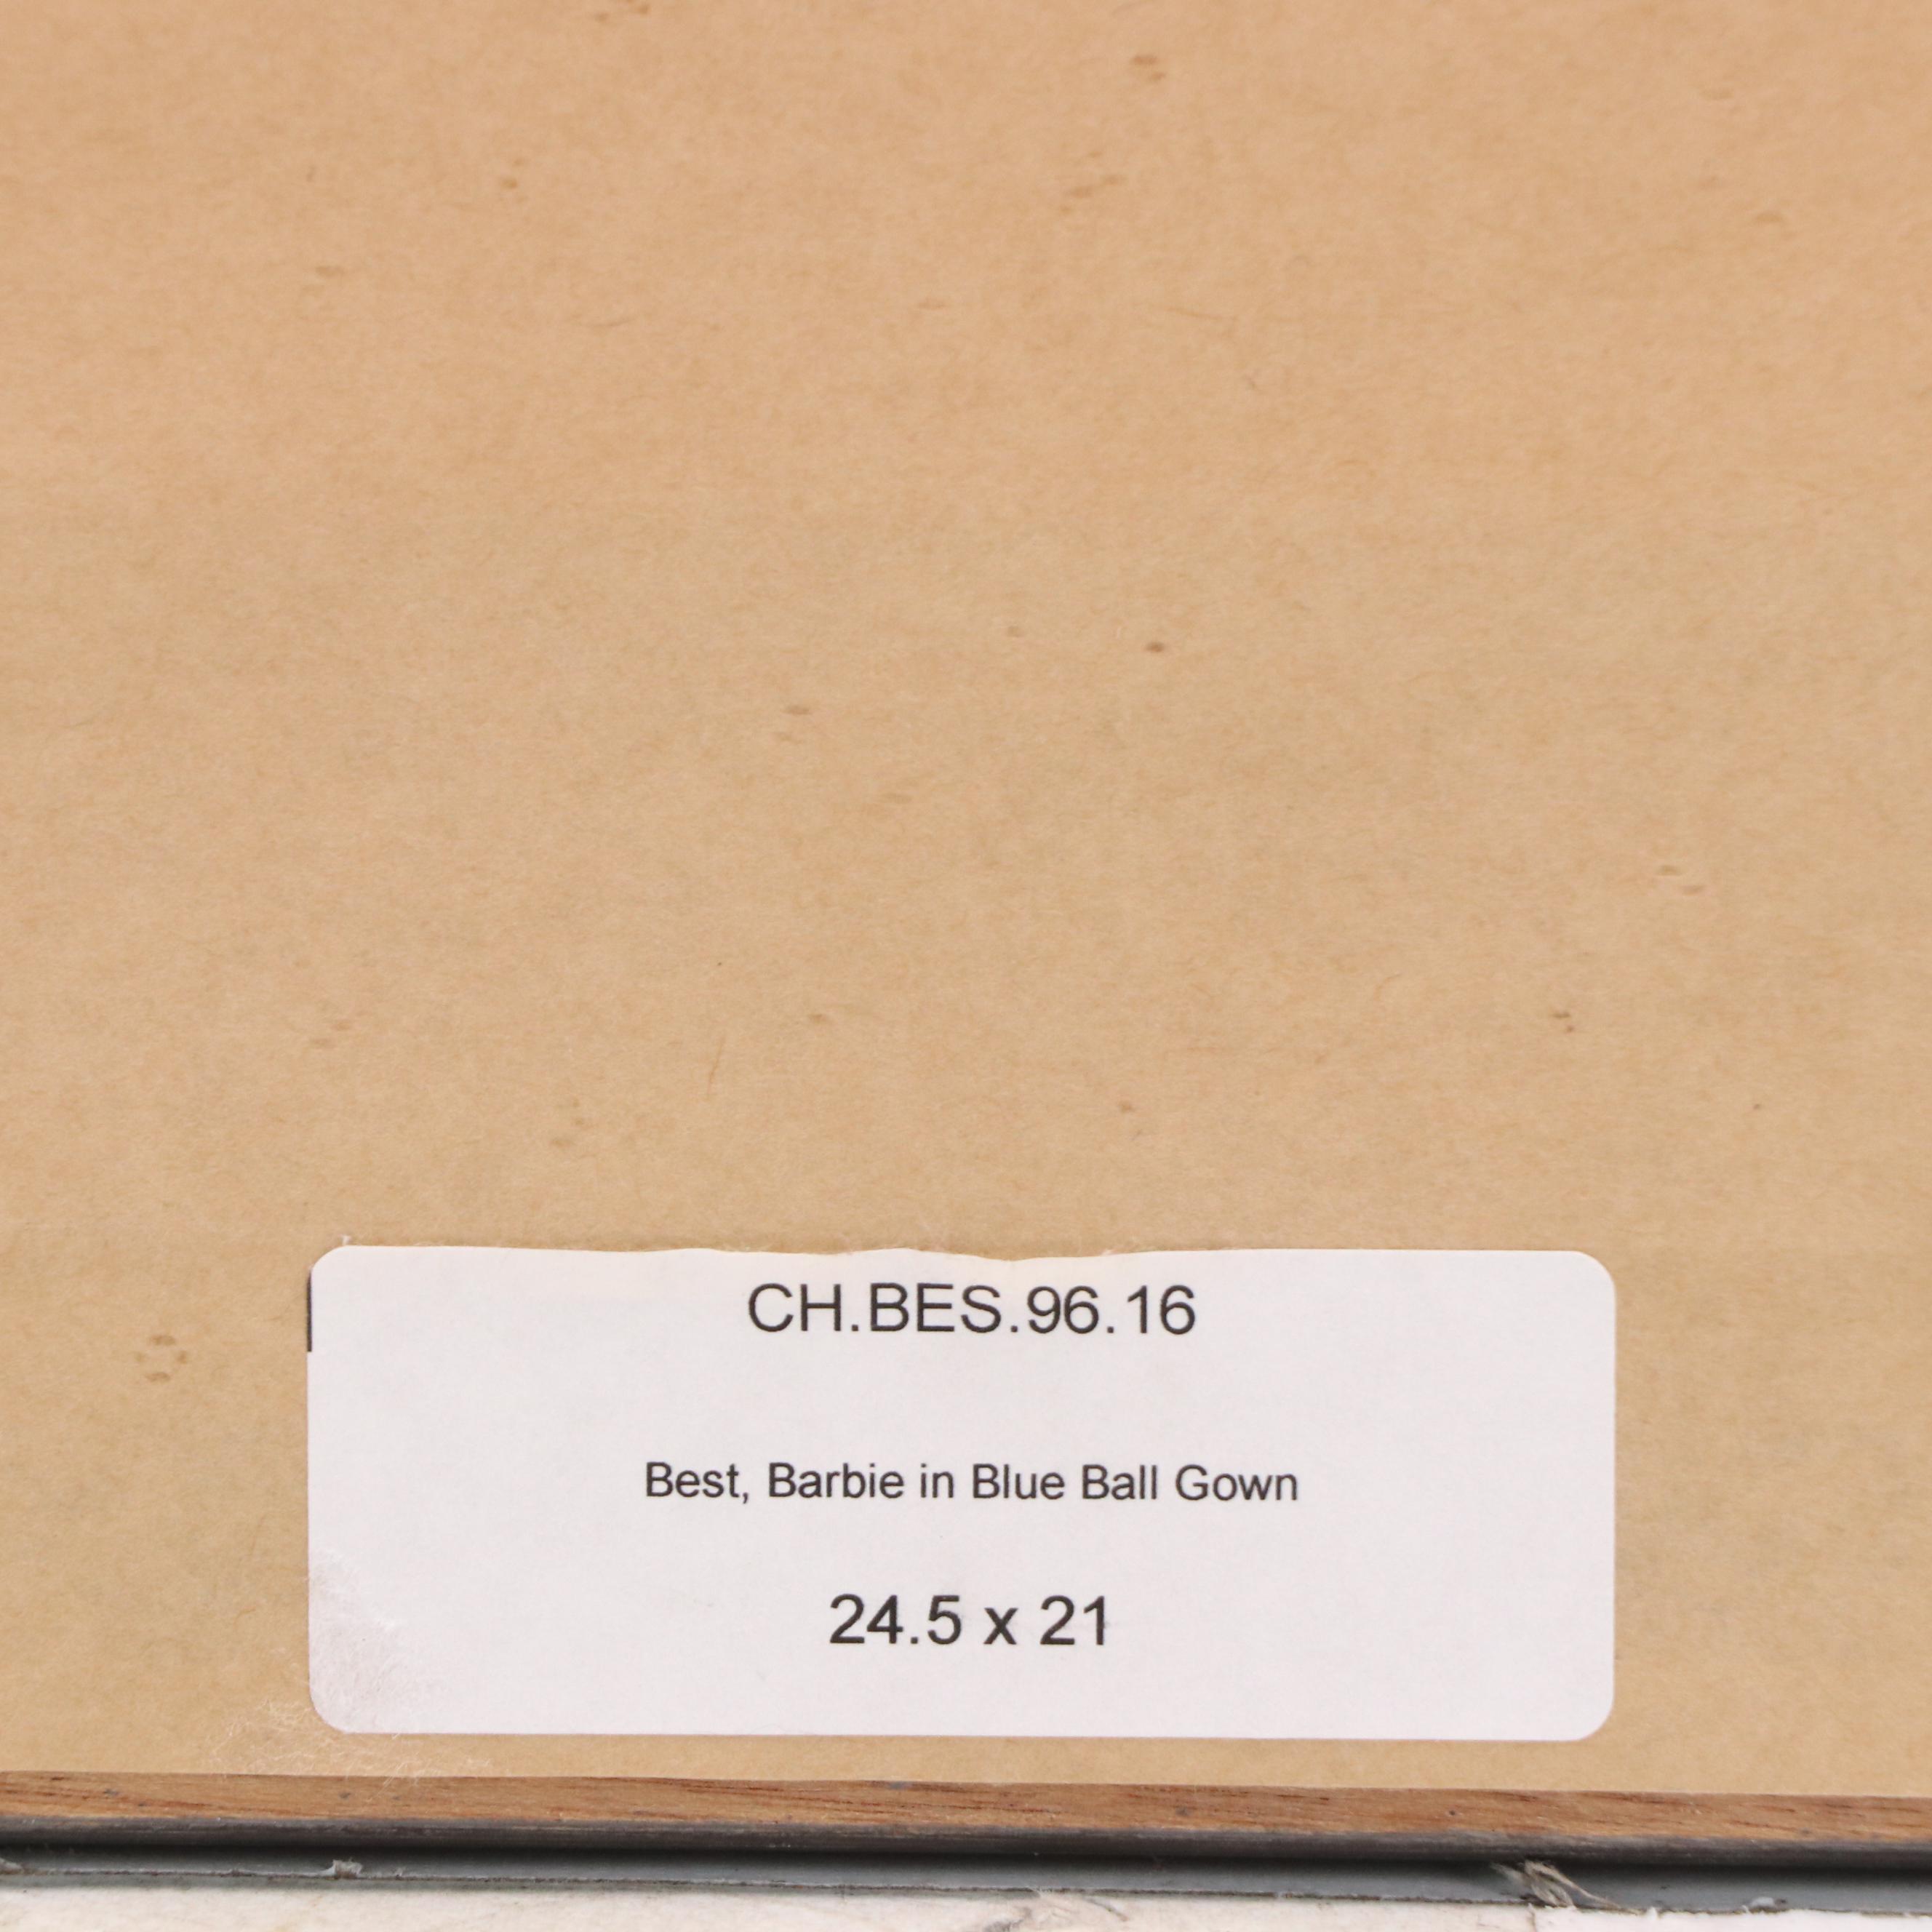 CH.BES.96.16
Best, Barbie in Blue Ball Gown
24.5 x 21